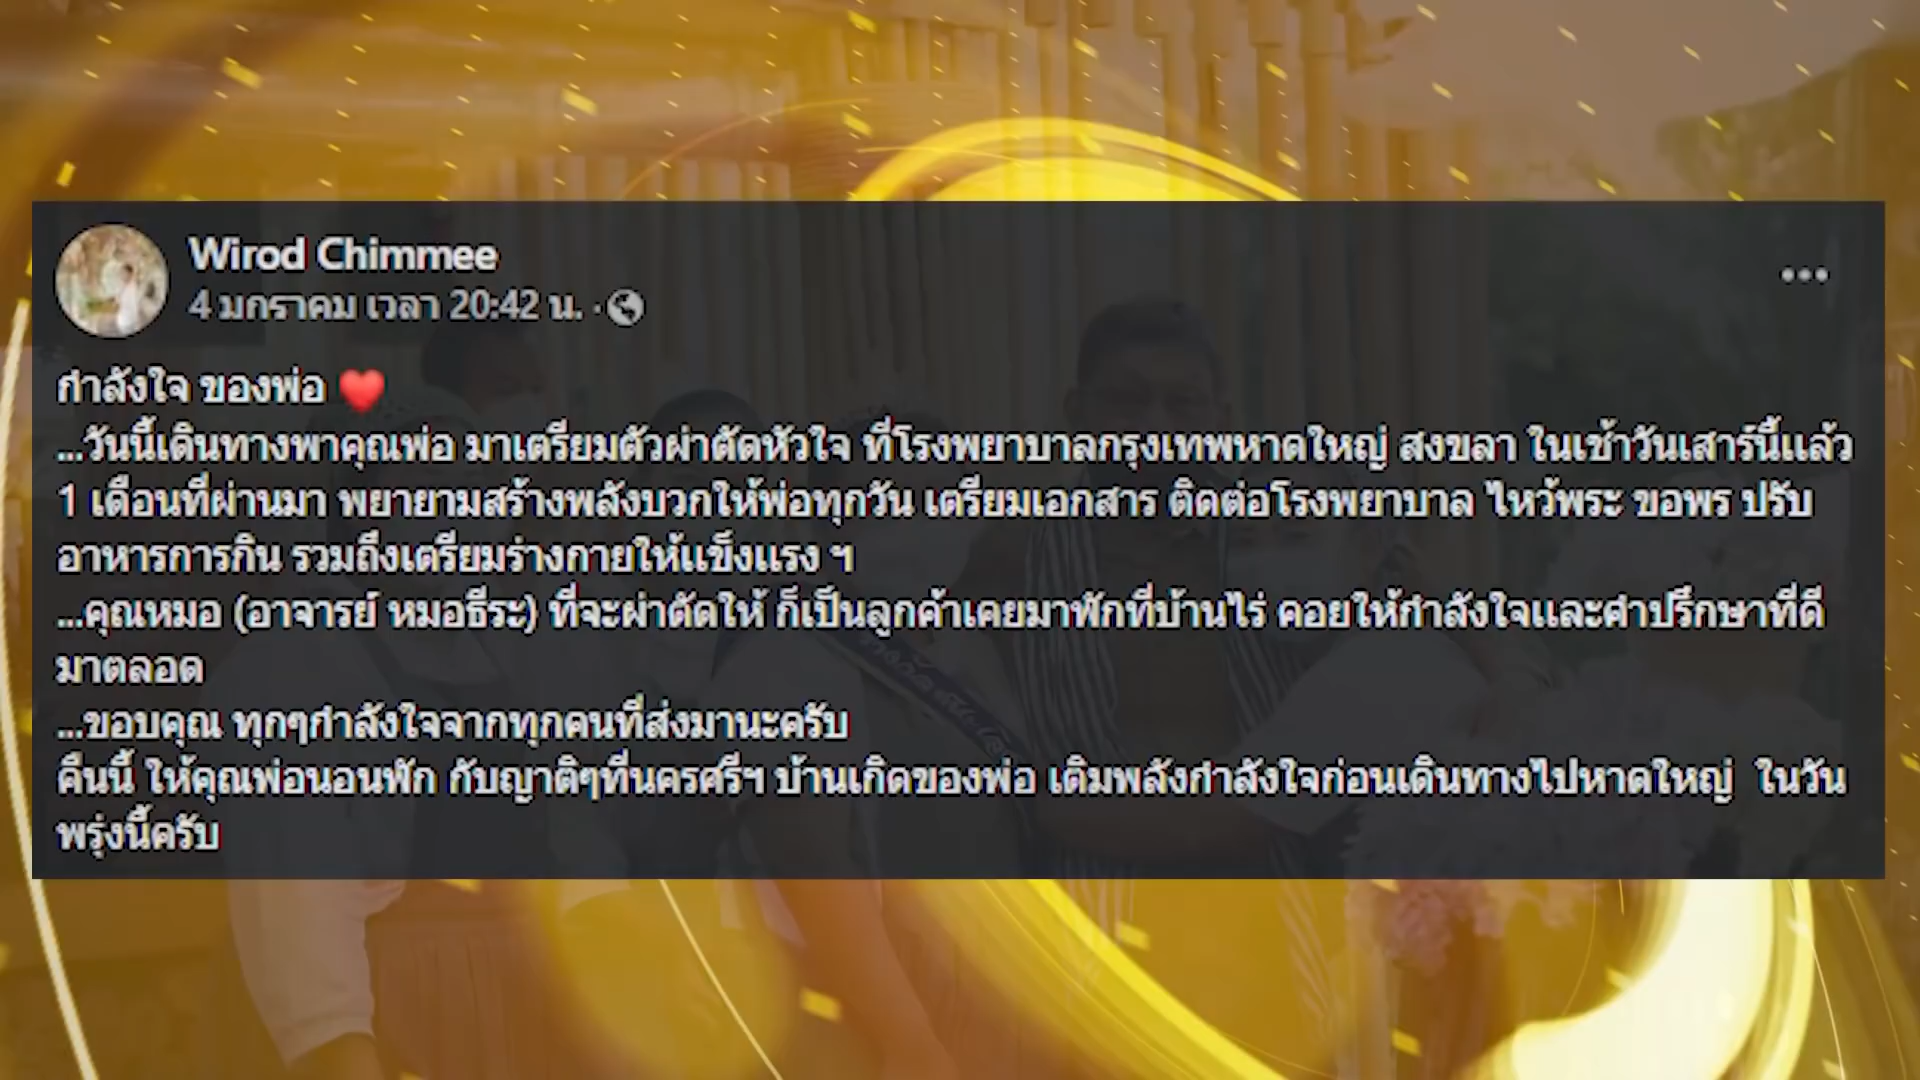 Wirod Chimmee
4 มกราคม เวลา 20:42 น. ·
กำลังใจ ของพ่อ ❤️
...วันนี้เดินทางพาคุณพ่อ มาเตรียมตัวผ่าตัดหัวใจ ที่โรงพยาบาลกรุงเทพหาดใหญ่ สงขลา ในเช้าวันเสาร์นี้แล้ว
1 เดือนที่ผ่านมา พยายามสร้างพลังบวกให้พ่อทุกวัน เตรียมเอกสาร ติดต่อโรงพยาบาล ไหว้พระ ขอพร ปรับ
อาหารการกิน รวมถึงเตรียมร่างกายให้แข็งแรง ฯ
...คุณหมอ (อาจารย์ หมอธีระ) ที่จะผ่าตัดให้ ก็เป็นลูกค้าเคยมาพักที่บ้านไร่ คอยให้กำลังใจและคำปรึกษาที่ดี
มาตลอด
...ขอบคุณ ทุกๆกำลังใจจากทุกคนที่ส่งมานะครับ
คืนนี้ ให้คุณพ่อนอนพัก กับญาติๆที่นครศรีฯ บ้านเกิดของพ่อ เติมพลังกำลังใจก่อนเดินทางไปหาดใหญ่ ในวัน
พรุ่งนี้ครับ